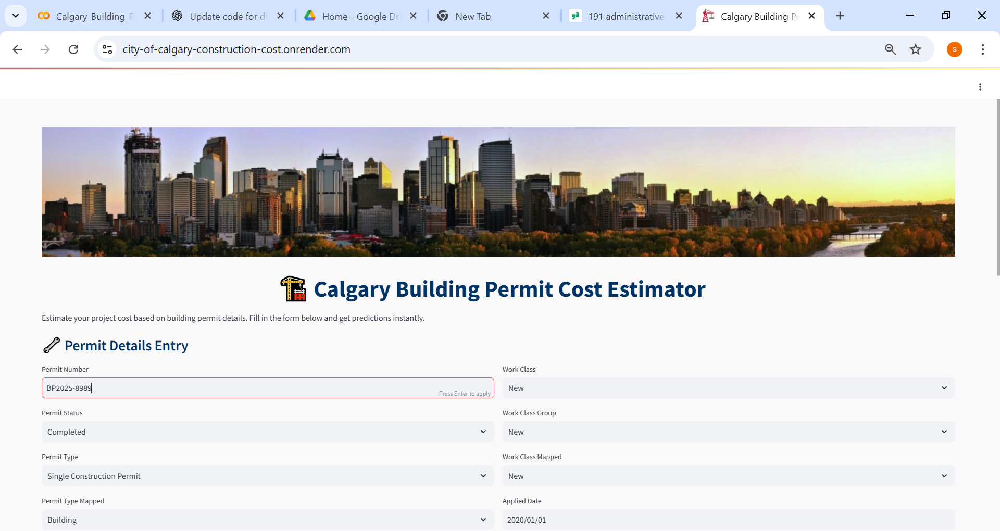 Calgary_Building_P
Update code for d
Home - Google Dr
New Tab
191 administrative
Calgary Building Pe
city-of-calgary-construction-cost.onrender.com
s
Calgary Building Permit Cost Estimator
Estimate your project cost based on building permit details. Fill in the form below and get predictions instantly.
Permit Details Entry
Permit Number
BP2025-8989
Press Enter to apply
Work Class
New
Permit Status
Completed
Work Class Group
New
Permit Type
Single Construction Permit
Work Class Mapped
New
Permit Type Mapped
Building
Applied Date
2020/01/01